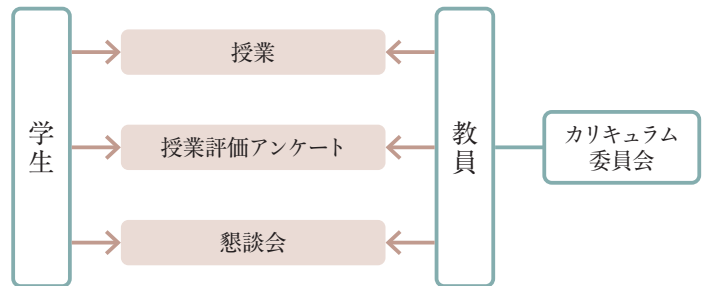 学生
授業
授業評価アンケート
懇談会
教員
カリキュラム
委員会